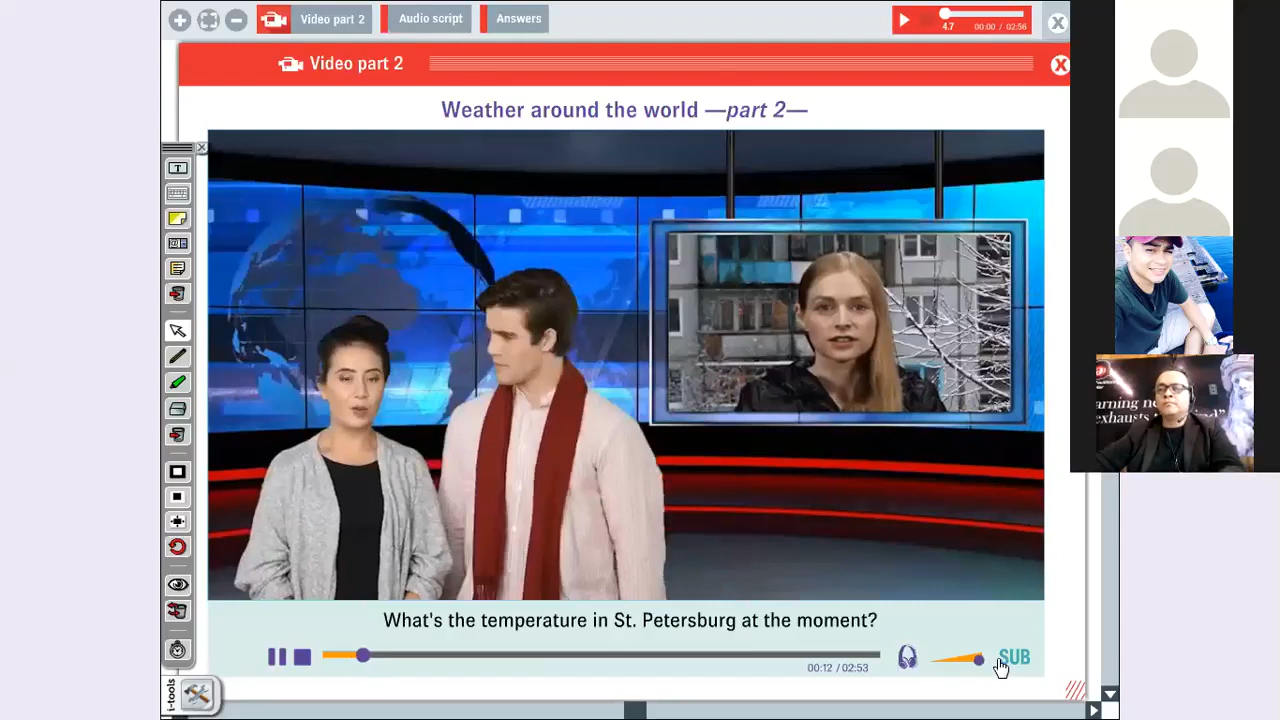 Video part 2
Audio script
Answers
4.7
00:00 / 02:56
X
Video part 2
X
Weather around the world —part 2—
T
What's the temperature in St. Petersburg at the moment?
00:12 / 02:53
SUB
i-tools